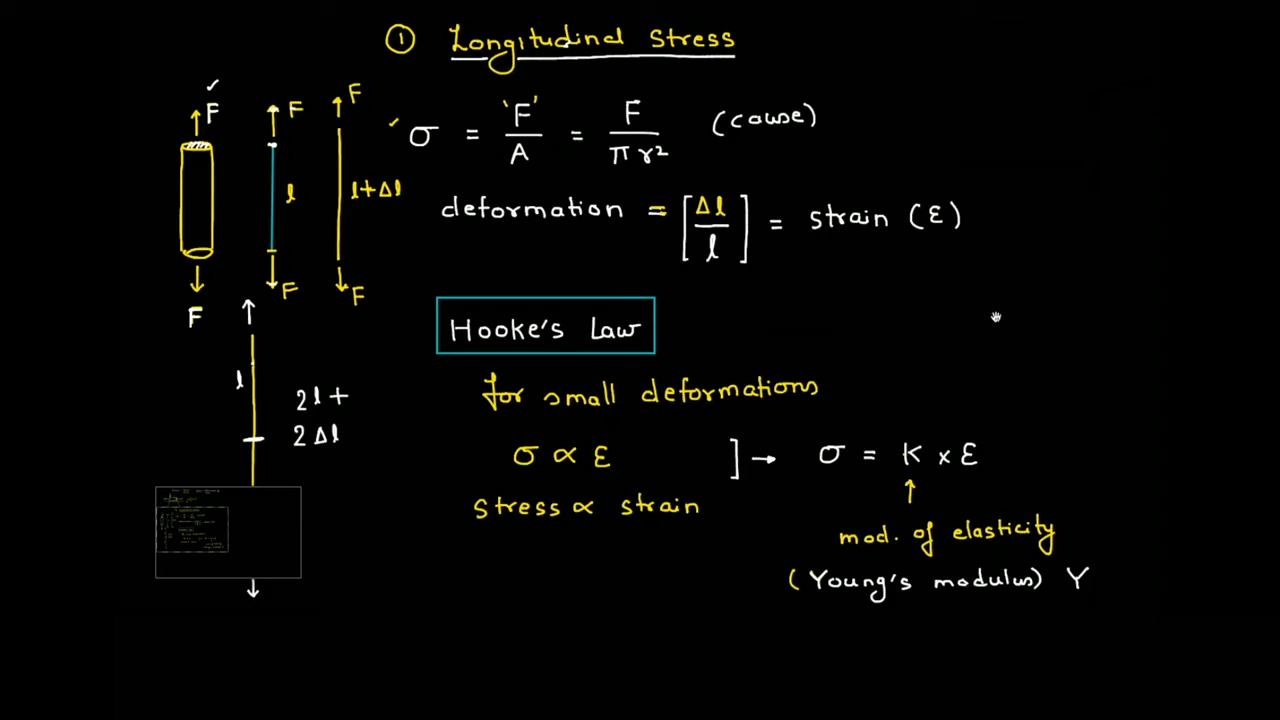 ① Longitudinal Stress
F
F
F
σ = 'F'/A = F/πr² (cause)
l
l+Δl
deformation = [Δl/l] = strain (ε)
F
F
F
Hooke's Law
l
2l+
2Δl
for small deformations
σ ∝ ε ] → σ = K × ε
stress ∝ strain
mod. of elasticity
(Young's modulus) Y